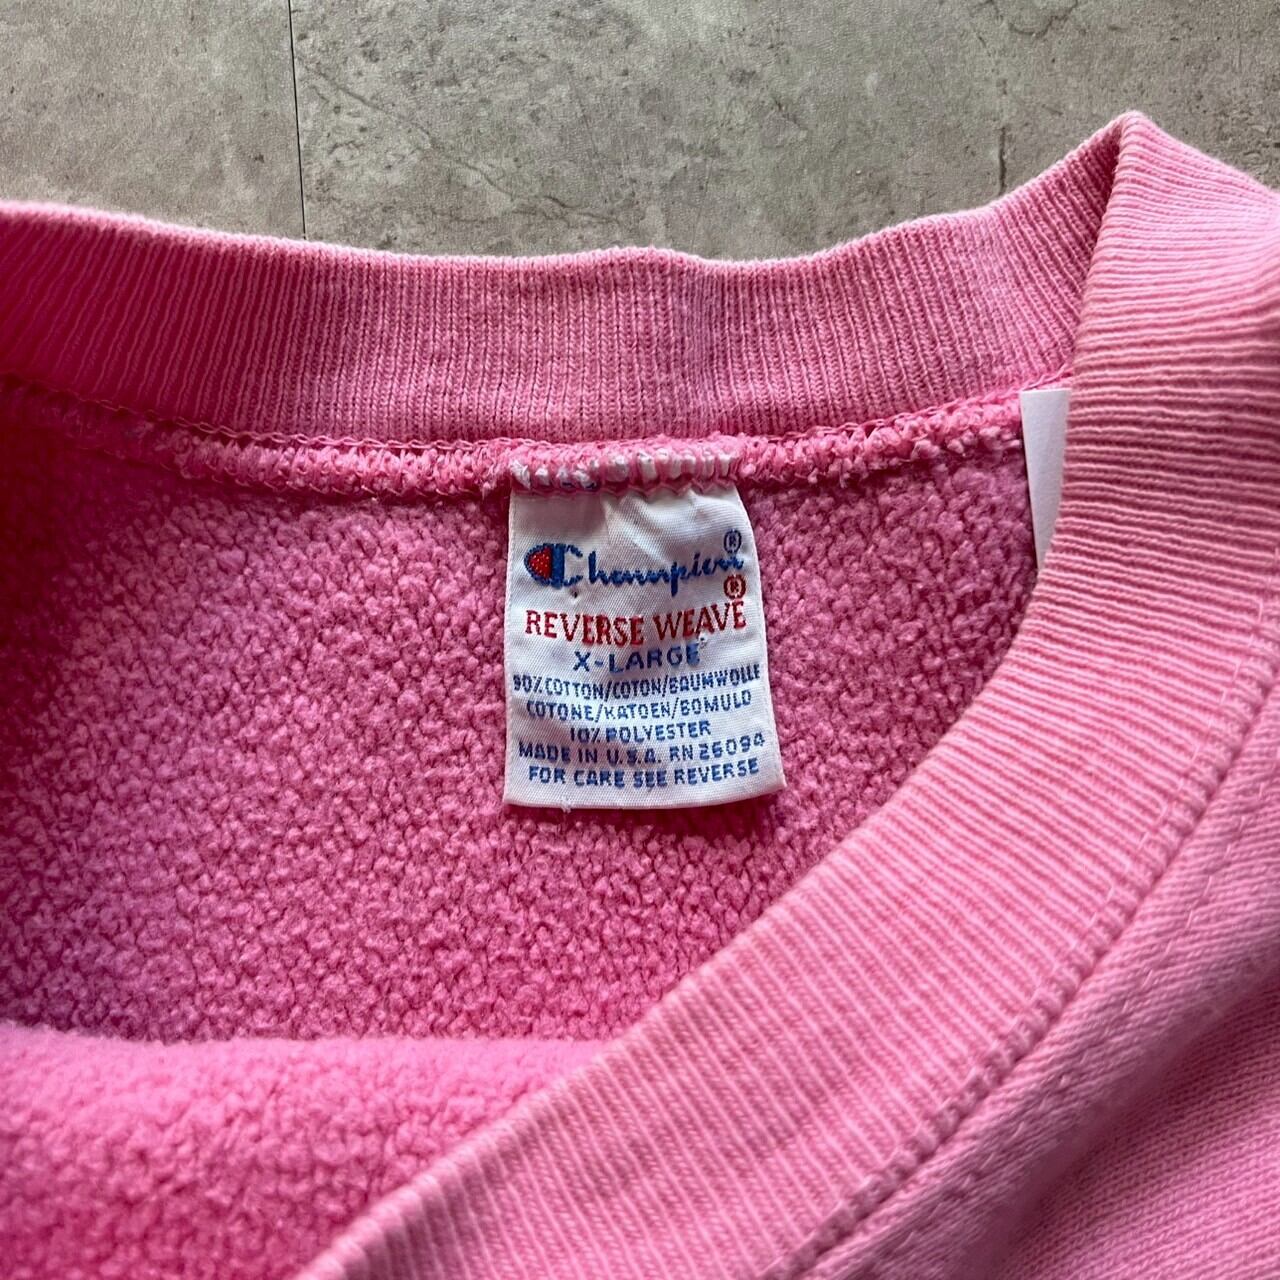 Champion®
REVERSE WEAVE®
X-LARGE
90% COTTON/COTON/BAUMWOLLE
COTONE/KATOEN/BOMULD
10% POLYESTER
MADE IN U.S.A. RN 26094
FOR CARE SEE REVERSE